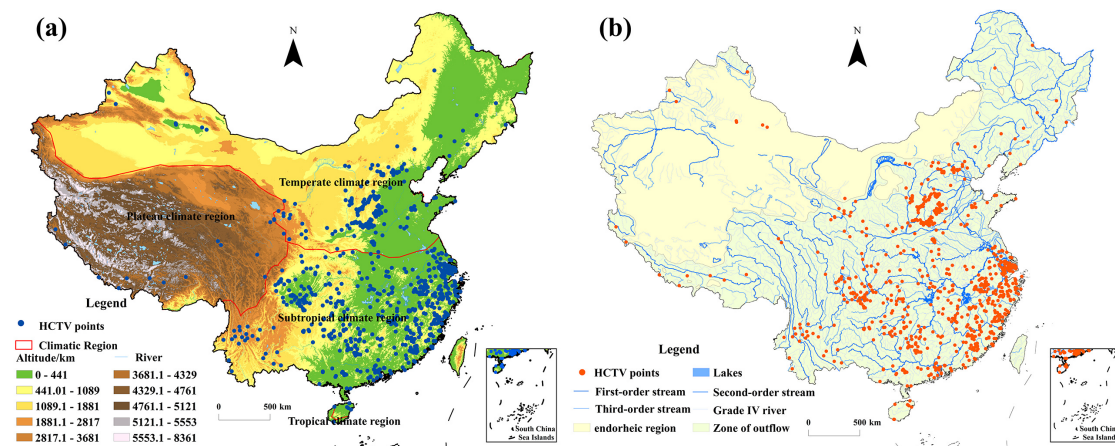 (a)
N
Temperate climate region
Plateau climate region
Subtropical climate region
Tropical climate region
Legend
HCTV points
Climatic Region
Altitude/km
River
0 - 441
441.01 - 1089
1089.1 - 1881
1881.1 - 2817
2817.1 - 3681
3681.1 - 4329
4329.1 - 4761
4761.1 - 5121
5121.1 - 5553
5553.1 - 8361
0
500 km
South China
Sea Islands
(b)
N
Legend
HCTV points
Lakes
First-order stream
Second-order stream
Third-order stream
Grade IV river
endorheic region
Zone of outflow
0
500 km
South China
Sea Islands